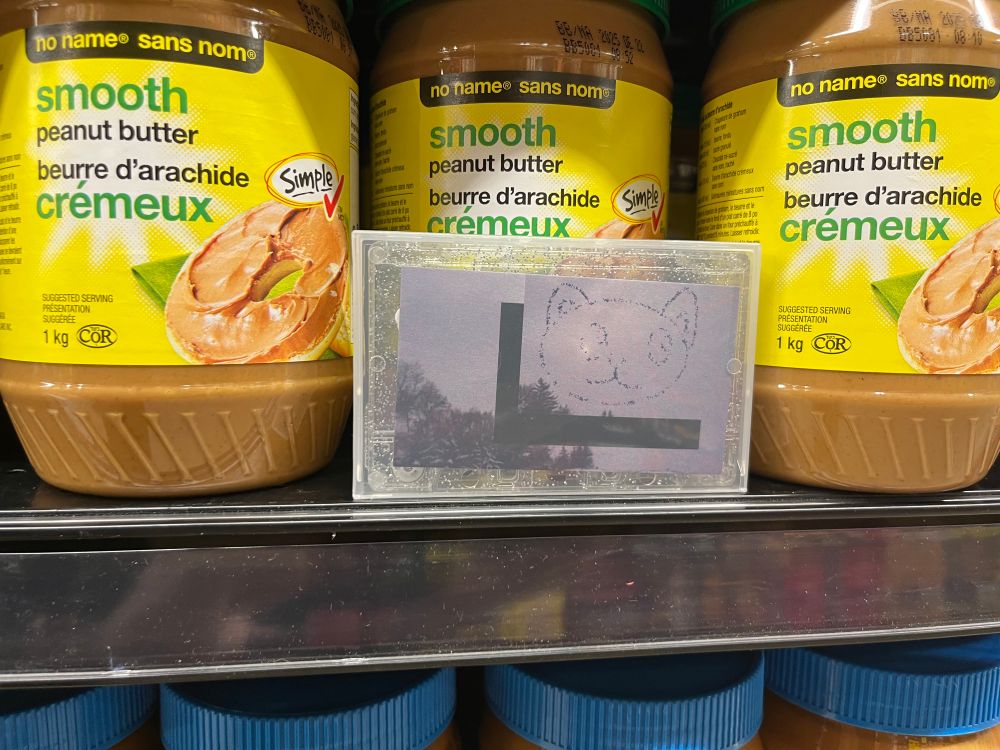 no name® sans nom®
smooth
peanut butter
beurre d'arachide
crémeux
Simple
SUGGESTED SERVING
PRÉSENTATION
SUGGÉRÉE
1 kg COR
no name® sans nom®
smooth
peanut butter
beurre d'arachide
crémeux
Simple
L
no name® sans nom®
smooth
peanut butter
beurre d'arachide
crémeux
SUGGESTED SERVING
PRÉSENTATION
SUGGÉRÉE
1 kg COR